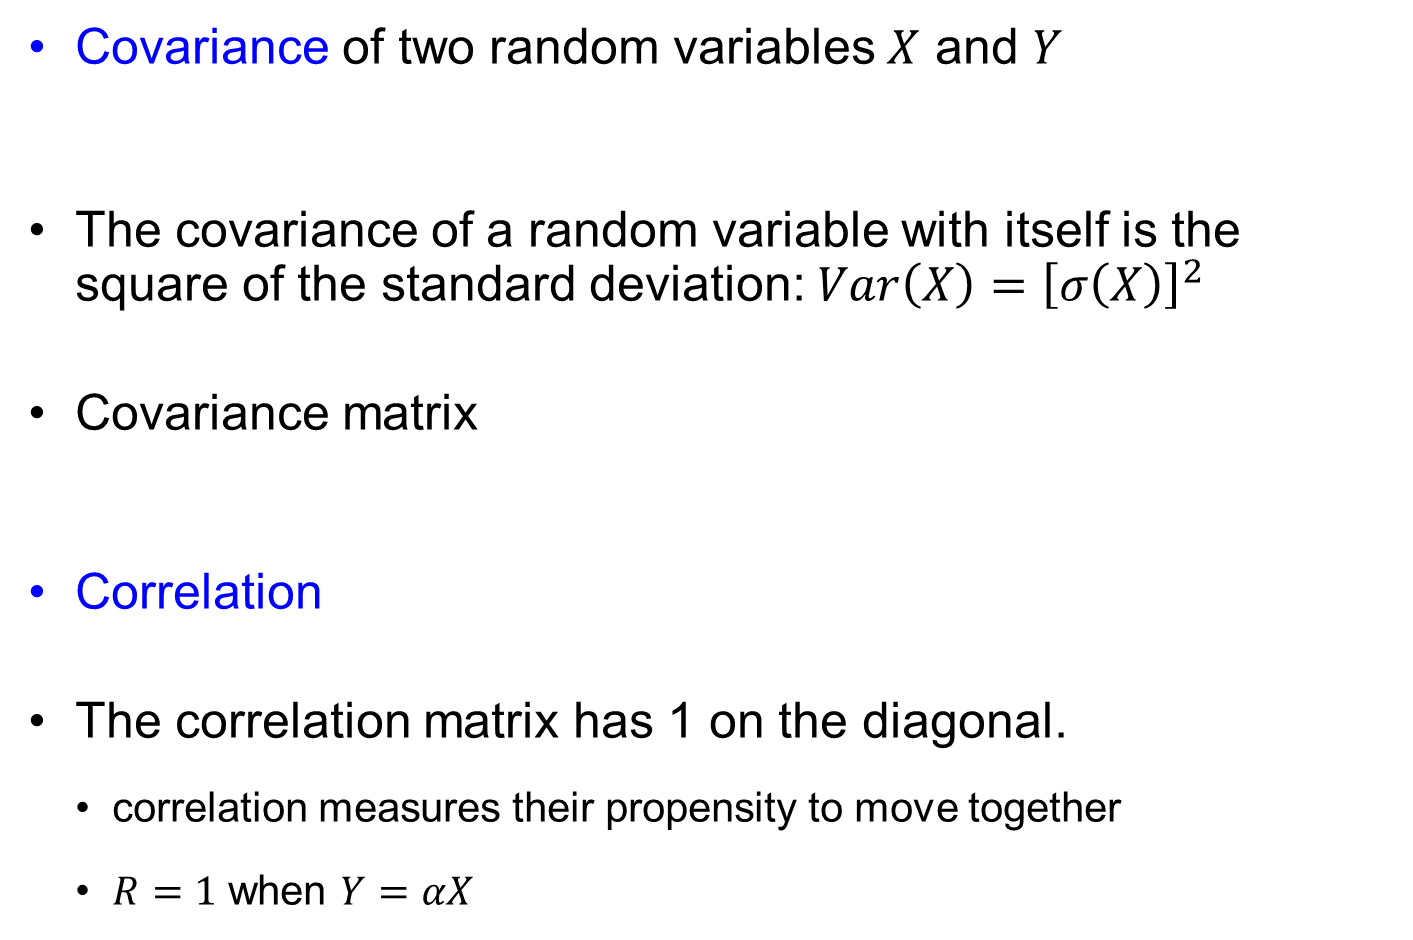 • Covariance of two random variables X and Y
• The covariance of a random variable with itself is the
square of the standard deviation: Var(X) = [σ(X)]²
• Covariance matrix
• Correlation
• The correlation matrix has 1 on the diagonal.
• correlation measures their propensity to move together
• R = 1 when Y = αX